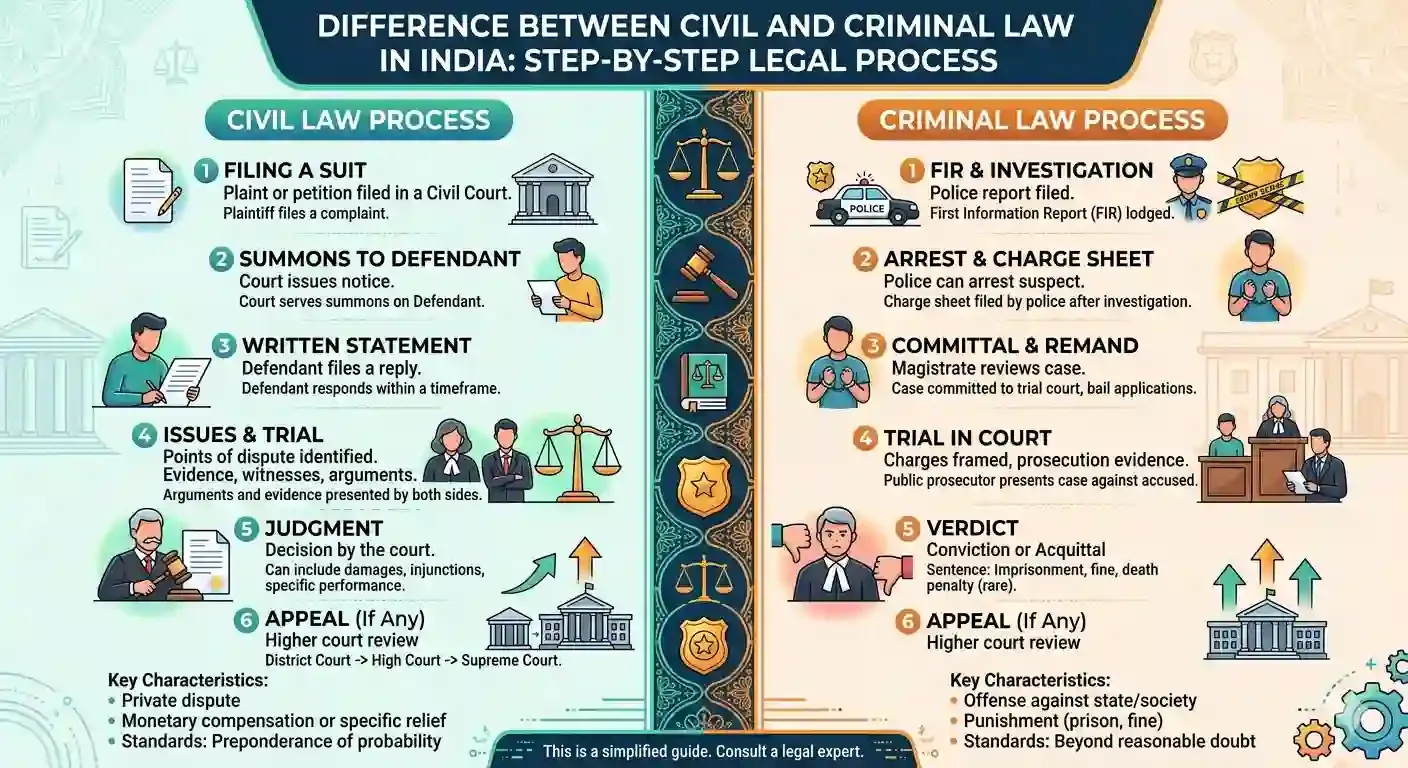 DIFFERENCE BETWEEN CIVIL AND CRIMINAL LAW
IN INDIA: STEP-BY-STEP LEGAL PROCESS
CIVIL LAW PROCESS
1 FILING A SUIT
Plaint or petition filed in a Civil Court.
Plaintiff files a complaint.
2 SUMMONS TO DEFENDANT
Court issues notice.
Court serves summons on Defendant.
3 WRITTEN STATEMENT
Defendant files a reply.
Defendant responds within a timeframe.
4 ISSUES & TRIAL
Points of dispute identified.
Evidence, witnesses, arguments.
Arguments and evidence presented by both sides.
5 JUDGMENT
Decision by the court.
Can include damages, injunctions,
specific performance.
6 APPEAL (If Any)
Higher court review
District Court -> High Court -> Supreme Court.
Key Characteristics:
• Private dispute
• Monetary compensation or specific relief
• Standards: Preponderance of probability
CRIMINAL LAW PROCESS
1 FIR & INVESTIGATION
Police report filed.
First Information Report (FIR) lodged.
POLICE
2 ARREST & CHARGE SHEET
Police can arrest suspect.
Charge sheet filed by police after investigation.
3 COMMITTAL & REMAND
Magistrate reviews case.
Case committed to trial court, bail applications.
4 TRIAL IN COURT
Charges framed, prosecution evidence.
Public prosecutor presents case against accused.
5 VERDICT
Conviction or Acquittal
Sentence: Imprisonment, fine, death
penalty (rare).
6 APPEAL (If Any)
Higher court review
Key Characteristics:
• Offense against state/society
• Punishment (prison, fine)
• Standards: Beyond reasonable doubt
This is a simplified guide. Consult a legal expert.